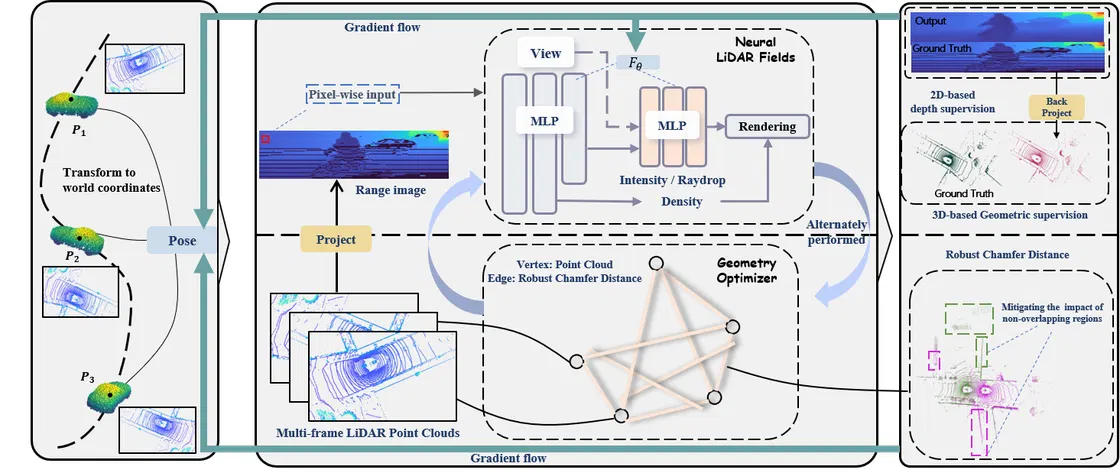 P1
Transform to
world coordinates
P2
Pose
P3
Gradient flow
Pixel-wise input
Range image
Project
Multi-frame LiDAR Point Clouds
Gradient flow
Neural
LiDAR Fields
View
Fθ
MLP
MLP
Rendering
Intensity / Raydrop
Density
Alternately
performed
Vertex: Point Cloud
Edge: Robust Chamfer Distance
Geometry
Optimizer
Output
Ground Truth
2D-based
depth supervision
Back
Project
Ground Truth
3D-based Geometric supervision
Robust Chamfer Distance
Mitigating the impact of
non-overlapping regions